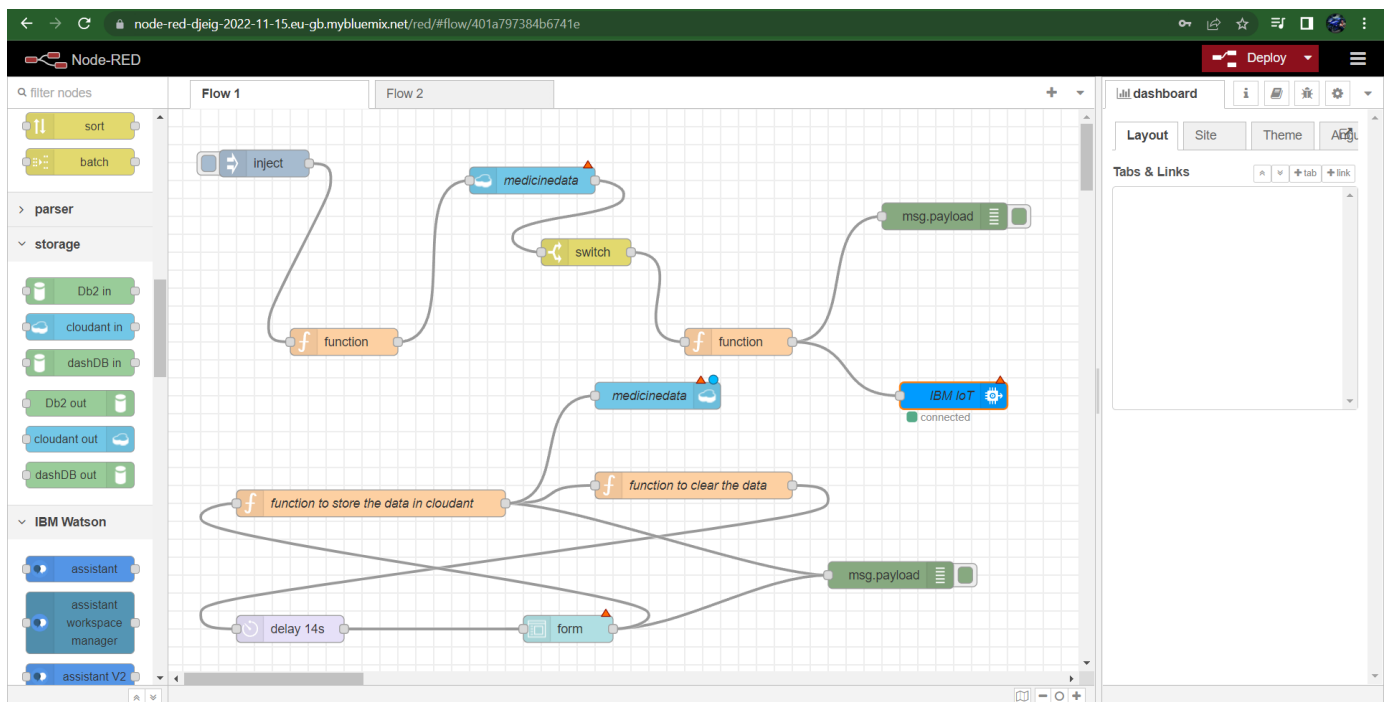 node-red-djeig-2022-11-15.eu-gb.mybluemix.net/red/#flow/401a797384b6741e
Node-RED
Deploy
filter nodes
Flow 1
Flow 2
dashboard
i
sort
batch
parser
storage
Db2 in
cloudant in
dashDB in
Db2 out
cloudant out
dashDB out
IBM Watson
assistant
assistant
workspace
manager
assistant V2
inject
medicinedata
msg.payload
switch
function
function
medicinedata
IBM IoT
connected
function to store the data in cloudant
function to clear the data
msg.payload
delay 14s
form
Layout
Site
Theme
Angu
Tabs & Links
+ tab
+ link